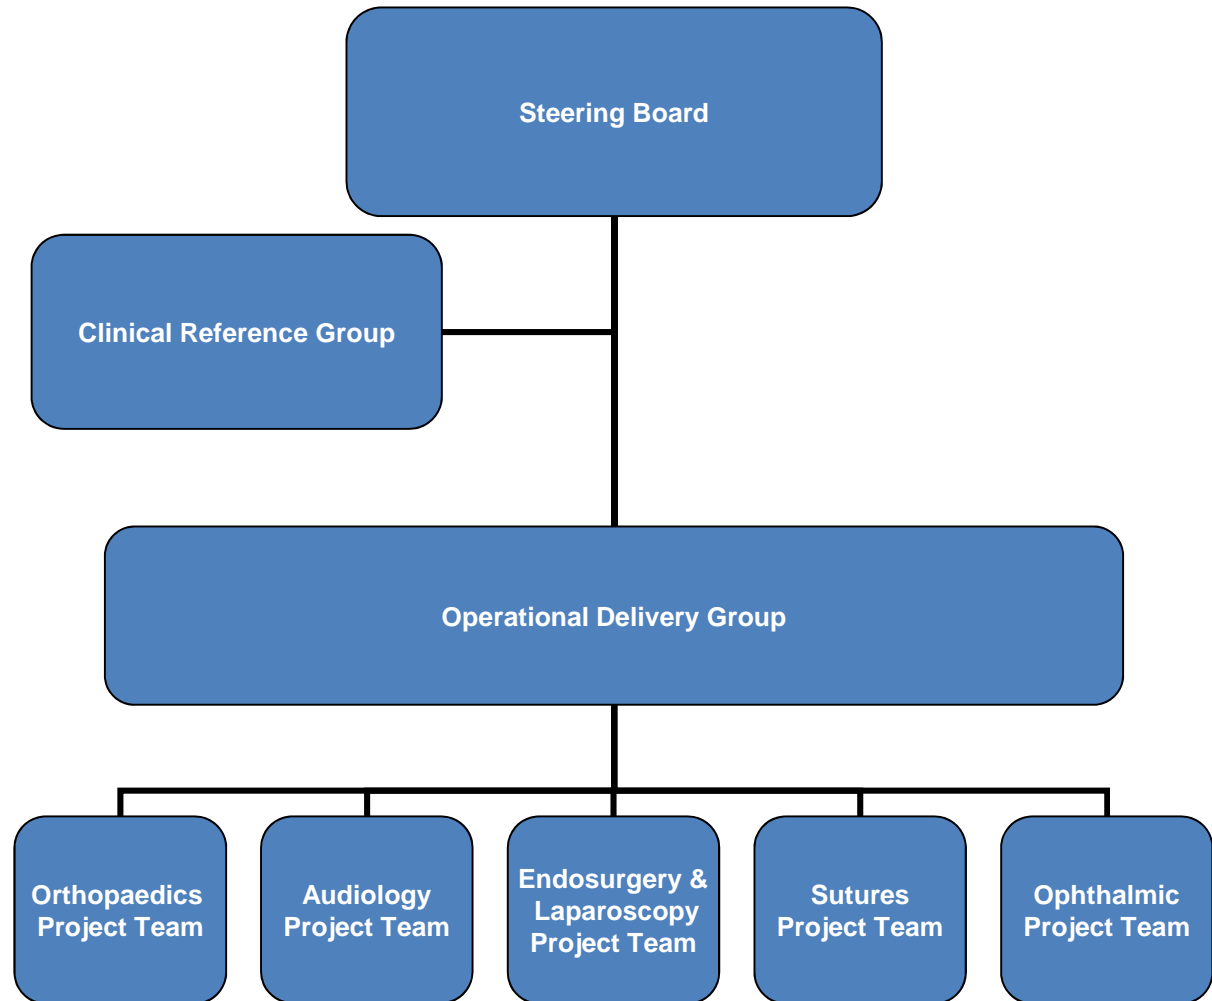 Steering Board
Clinical Reference Group
Operational Delivery Group
Orthopaedics
Project Team
Audiology
Project Team
Endosurgery &
Laparoscopy
Project Team
Sutures
Project Team
Ophthalmic
Project Team